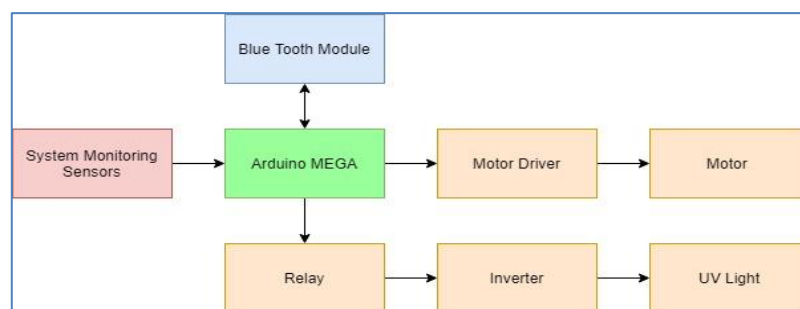 Blue Tooth Module
System Monitoring
Sensors
Arduino MEGA
Motor Driver
Motor
Relay
Inverter
UV Light